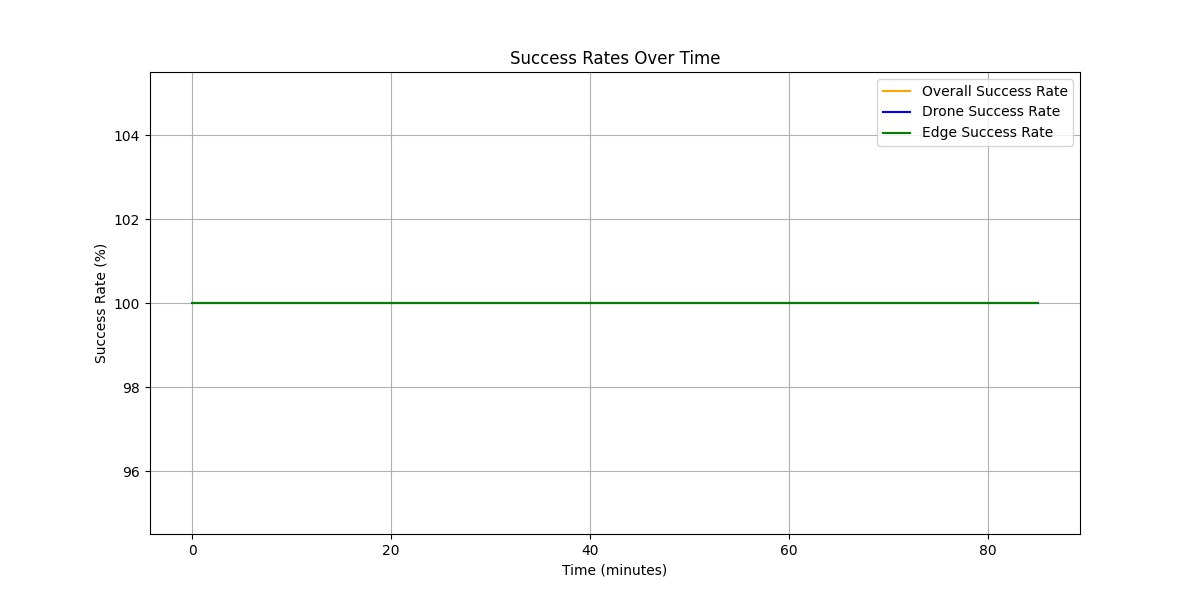 Success Rates Over Time
Overall Success Rate
Drone Success Rate
Edge Success Rate
104
102
100
98
96
Success Rate (%)
0 20 40 60 80
Time (minutes)